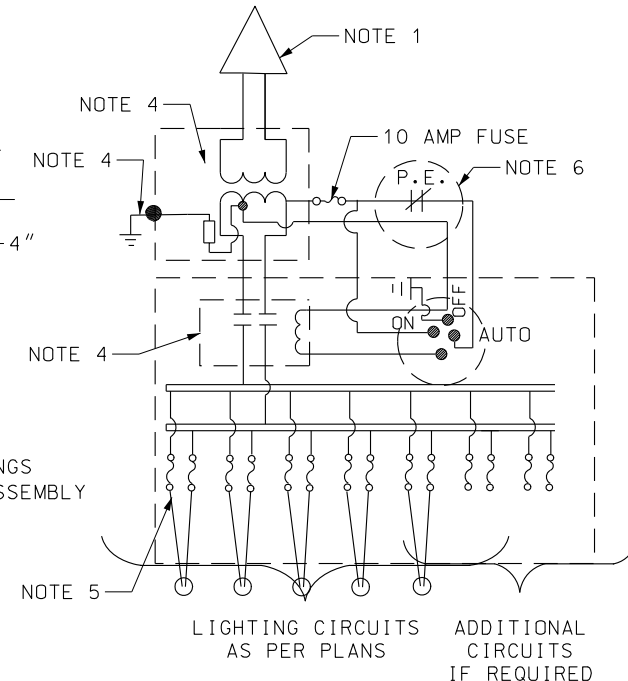 NOTE 1
NOTE 4
10 AMP FUSE
NOTE 4
P.E.
NOTE 6
4"
OFF
ON
AUTO
NOTE 4
NGS
SSEMBLY
NOTE 5
LIGHTING CIRCUITS
AS PER PLANS
ADDITIONAL
CIRCUITS
IF REQUIRED